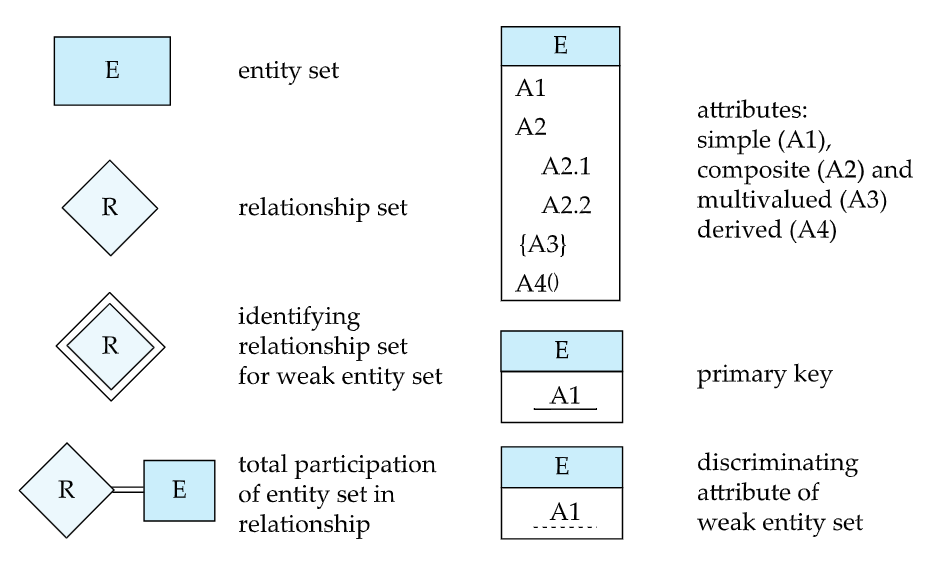 E
entity set
R
relationship set
R
identifying
relationship set
for weak entity set
R
E
total participation
of entity set in
relationship
E
A1
A2
A2.1
A2.2
{A3}
A4()
attributes:
simple (A1),
composite (A2) and
multivalued (A3)
derived (A4)
E
A1
primary key
E
A1
discriminating
attribute of
weak entity set